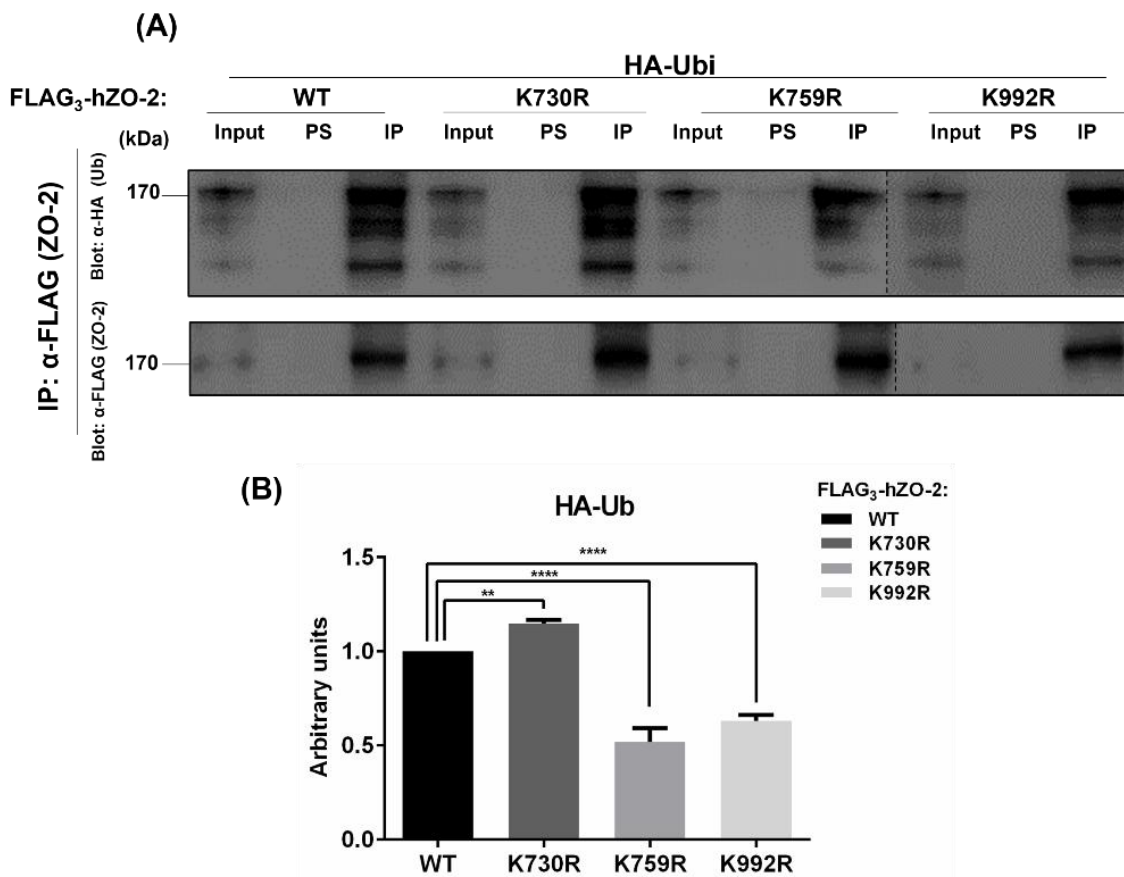 (A)
HA-Ubi
FLAG3-hZO-2: WT K730R K759R K992R
(kDa) Input PS IP Input PS IP Input PS IP Input PS IP
IP: α-FLAG (ZO-2)
Blot: α-HA (Ub)
170
Blot: α-FLAG (ZO-2)
170
(B)
HA-Ub
FLAG3-hZO-2:
WT
K730R
K759R
K992R
Arbitrary units
1.5
1.0
0.5
0.0
****
****
**
WT K730R K759R K992R